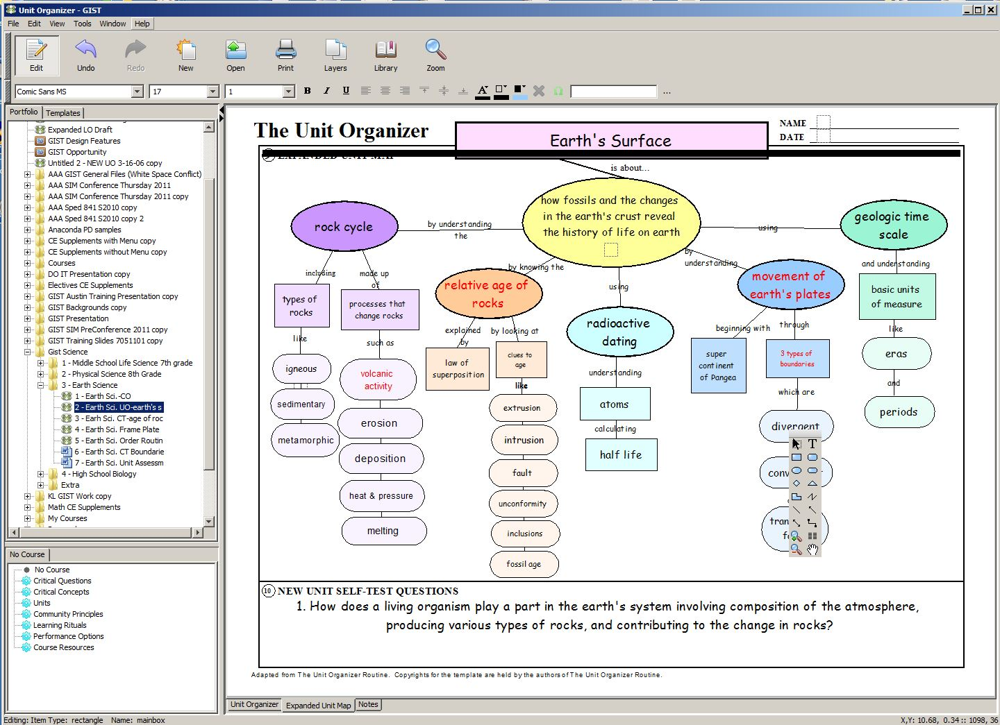 Unit Organizer - GIST
File Edit View Tools Window Help
Edit Undo Redo New Open Print Layers Library Zoom
Comic Sans MS 17 1 B I U A ...
Portfolio Templates
Expanded LO Draft
GIST Design Features
GIST Opportunity
Untitled 2 - NEW UO 3-16-06 copy
AAA GIST General Files (White Space Conflict)
AAA SIM Conference Thursday 2011
AAA SIM Conference Thursday 2011 copy
AAA Sped 841 S2010 copy
AAA Sped 841 S2010 copy 2
Anaconda PD samples
CE Supplements with Menu copy
CE Supplements without Menu copy
Courses
DO IT Presentation copy
Electives CE Supplements
GIST Austin Training Presentation copy
GIST Backgrounds copy
GIST Presentation
GIST SIM PreConference 2011 copy
GIST Training Slides 7051101 copy
Gist Science
1 - Middle School Life Science 7th grade
2 - Physical Science 8th Grade
3 - Earth Science
1 - Earth Sci.-CO
2 - Earth Sci. UO-earth's s
3 - Earh Sci. CT-age of roc
4 - Earth Sci. Frame Plate
5 - Earth Sci. Order Routin
6 - Earth Sci. CT Boundarie
7 - Earth Sci. Unit Assessm
4 - High School Biology
Extra
KL GIST Work copy
Math CE Supplements
My Courses
No Course
No Course
Critical Questions
Critical Concepts
Units
Community Principles
Learning Rituals
Performance Options
Course Resources
The Unit Organizer
NAME
DATE
Earth's Surface
EXPANDED UNIT MAP
is about...
how fossils and the changes
in the earth's crust reveal
the history of life on earth
by understanding
the
rock cycle
including
types of
rocks
like
igneous
sedimentary
metamorphic
made up
of
processes that
change rocks
such as
volcanic
activity
erosion
deposition
heat & pressure
melting
by knowing the
relative age of
rocks
explained
by
law of
superposition
by looking at
clues to
age
like
extrusion
intrusion
fault
unconformity
inclusions
fossil age
using
radioactive
dating
understanding
atoms
calculating
half life
by
understanding
movement of
earth's plates
beginning with
super
continent
of Pangea
through
3 types of
boundaries
which are
divergent
using
geologic time
scale
and understanding
basic units
of measure
like
eras
and
periods
T
10 NEW UNIT SELF-TEST QUESTIONS
1. How does a living organism play a part in the earth's system involving composition of the atmosphere,
producing various types of rocks, and contributing to the change in rocks?
Adapted from The Unit Organizer Routine. Copyrights for the template are held by the authors of The Unit Organizer Routine.
Unit Organizer Expanded Unit Map Notes
Editing: Item Type: rectangle Name: mainbox
X,Y: 10.68, 0.34 :: 1098, 36